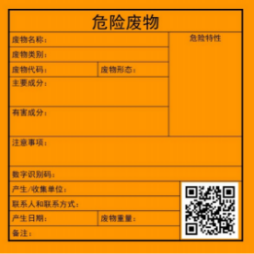 危险废物
废物名称：
危险特性
废物类别：
废物代码：
废物形态：
主要成分：
有害成分：
注意事项：
数字识别码：
产生/收集单位：
联系人和联系方式：
产生日期：
废物重量：
备注：